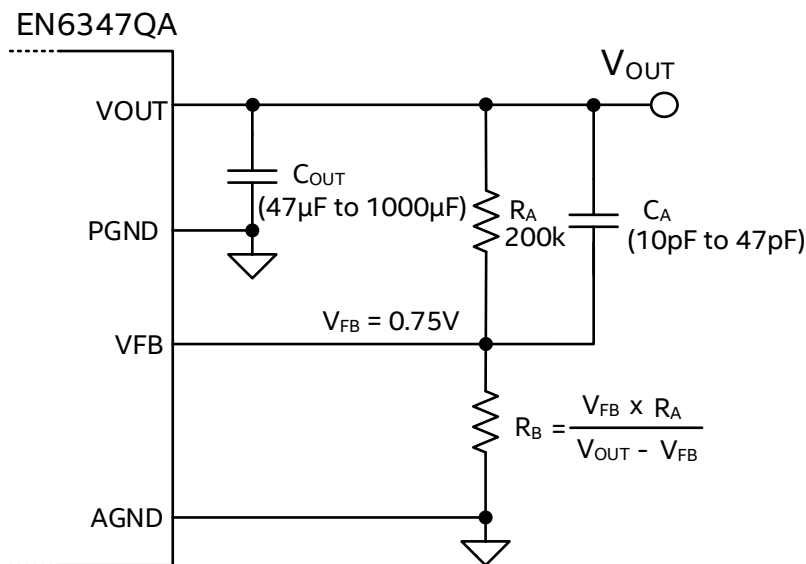 EN6347QA
VOUT
VOUT
COUT
(47µF to 1000µF)
RA
200k
CA
(10pF to 47pF)
PGND
VFB = 0.75V
VFB
RB = VFB x RA
VOUT - VFB
AGND